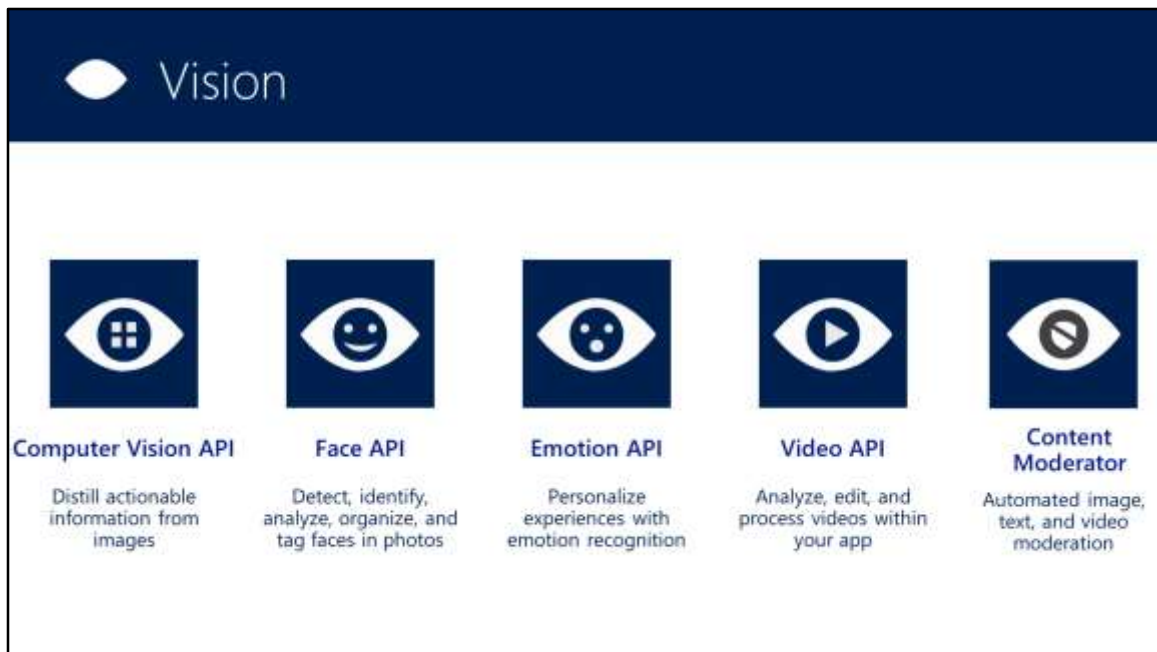 Vision
Computer Vision API
Distill actionable
information from
images
Face API
Detect, identify,
analyze, organize, and
tag faces in photos
Emotion API
Personalize
experiences with
emotion recognition
Video API
Analyze, edit, and
process videos within
your app
Content
Moderator
Automated image,
text, and video
moderation